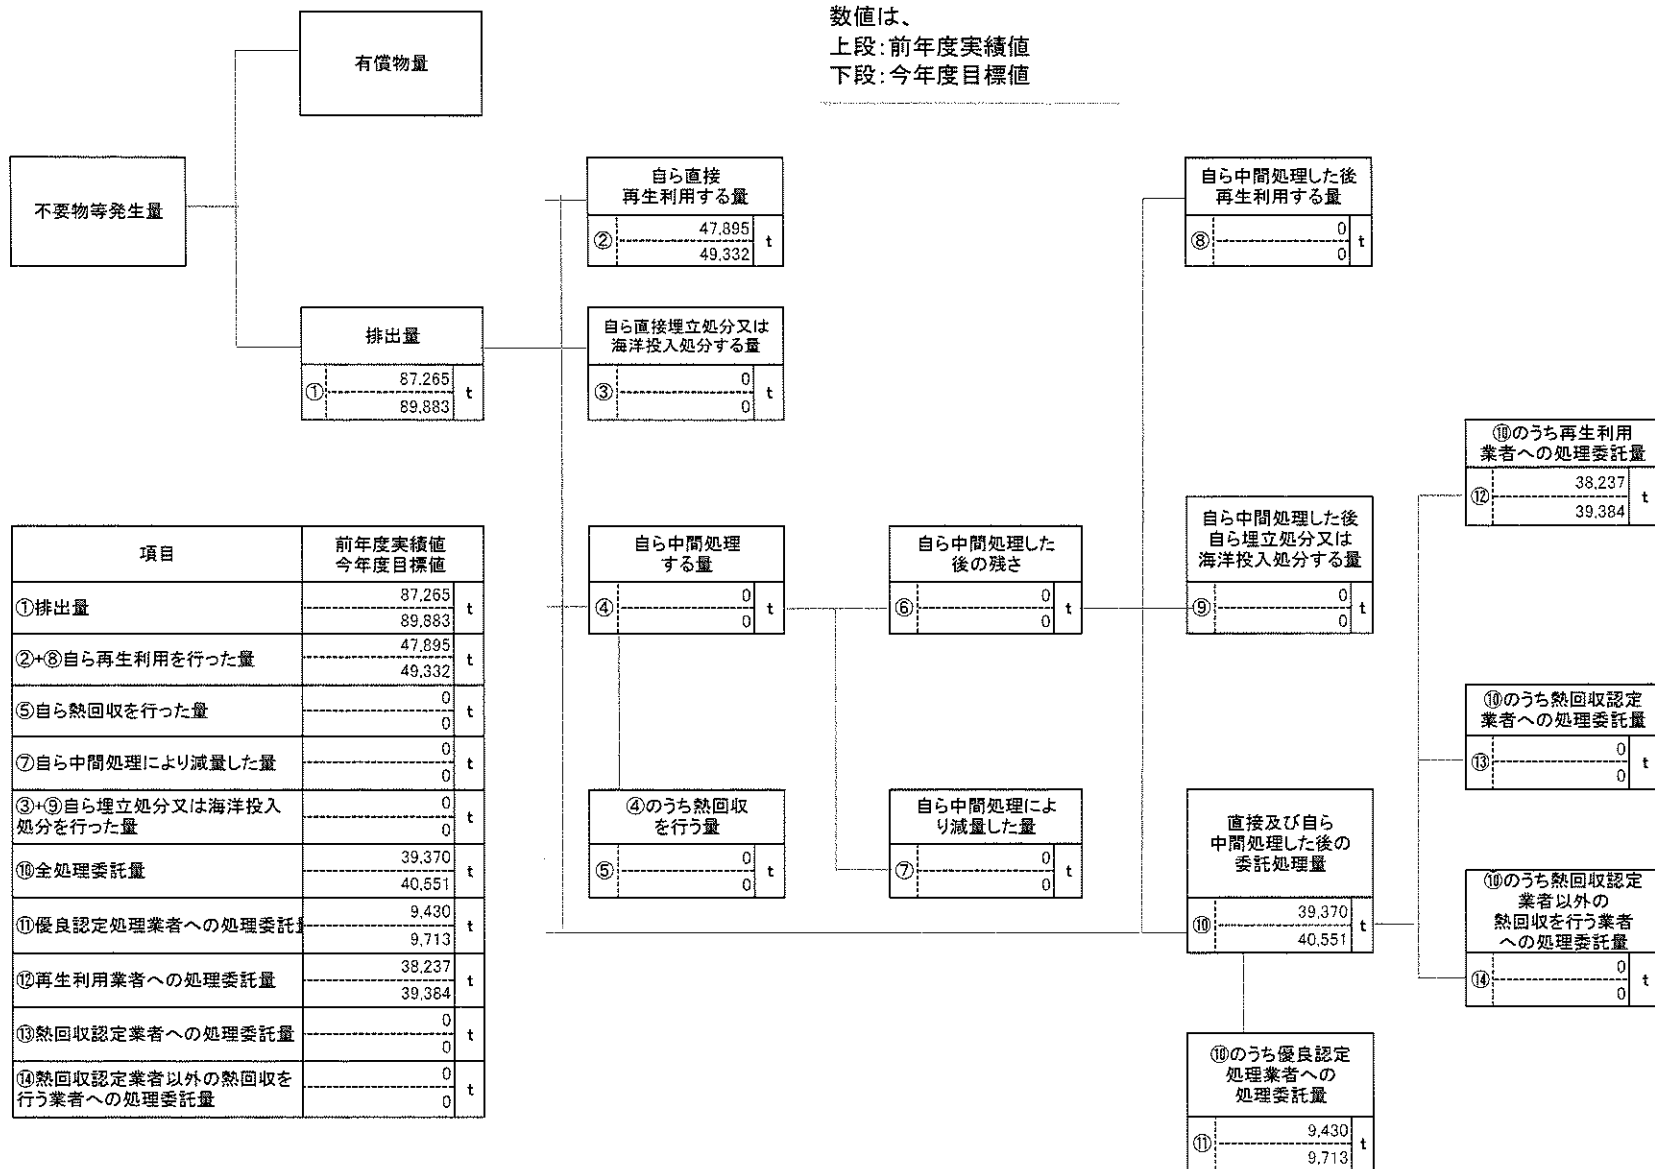 数値は、
上段:前年度実績値
下段:今年度目標値
有償物量
不要物等発生量
排出量
① 87,265 t
89,883
自ら直接
再生利用する量
② 47,895 t
49,332
自ら直接埋立処分又は
海洋投入処分する量
③ 0 t
0
自ら中間処理した後
再生利用する量
⑧ 0 t
0
自ら中間処理
する量
④ 0 t
0
自ら中間処理した
後の残さ
⑥ 0 t
0
自ら中間処理した後
自ら埋立処分又は
海洋投入処分する量
⑨ 0 t
0
④のうち熱回収
を行う量
⑤ 0 t
0
自ら中間処理によ
り減量した量
⑦ 0 t
0
直接及び自ら
中間処理した後の
委託処理量
⑩ 39,370 t
40,551
⑩のうち優良認定
処理業者への
処理委託量
⑪ 9,430 t
9,713
⑩のうち再生利用
業者への処理委託量
⑫ 38,237 t
39,384
⑩のうち熱回収認定
業者への処理委託量
⑬ 0 t
0
⑩のうち熱回収認定
業者以外の
熱回収を行う業者
への処理委託量
⑭ 0 t
0
項目 前年度実績値
今年度目標値
①排出量 87,265 t
89,883
②+⑧自ら再生利用を行った量 47,895 t
49,332
⑤自ら熱回収を行った量 0 t
0
⑦自ら中間処理により減量した量 0 t
0
③+⑨自ら埋立処分又は海洋投入 0 t
処分を行った量 0
⑩全処理委託量 39,370 t
40,551
⑪優良認定処理業者への処理委託 9,430 t
9,713
⑫再生利用業者への処理委託量 38,237 t
39,384
⑬熱回収認定業者への処理委託量 0 t
0
⑭熱回収認定業者以外の熱回収を 0 t
行う業者への処理委託量 0